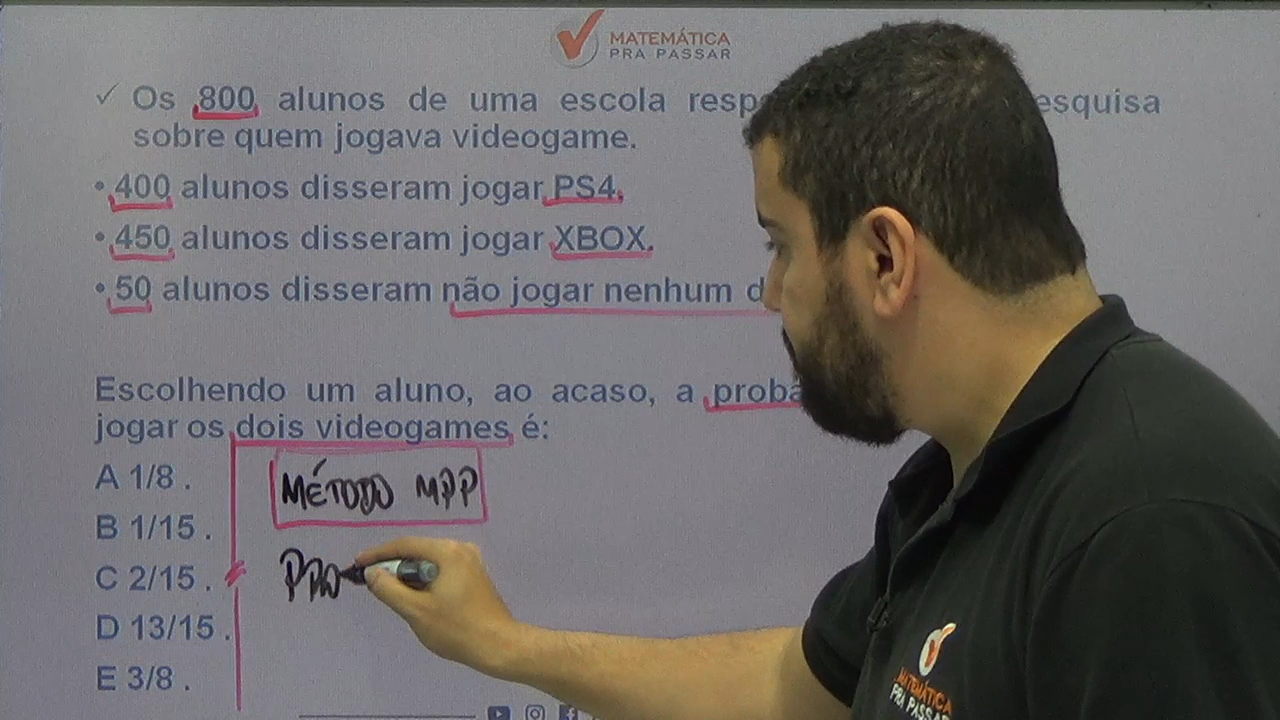 MATEMÁTICA
PRA PASSAR
✓ Os 800 alunos de uma escola resp esquisa
sobre quem jogava videogame.
• 400 alunos disseram jogar PS4.
• 450 alunos disseram jogar XBOX.
• 50 alunos disseram não jogar nenhum d
Escolhendo um aluno, ao acaso, a proba
jogar os dois videogames é:
A 1/8 .
B 1/15 .
C 2/15 .
D 13/15 .
E 3/8 .
MÉTODO MPP
PRO
MATEMÁTICA
PRA PASSAR